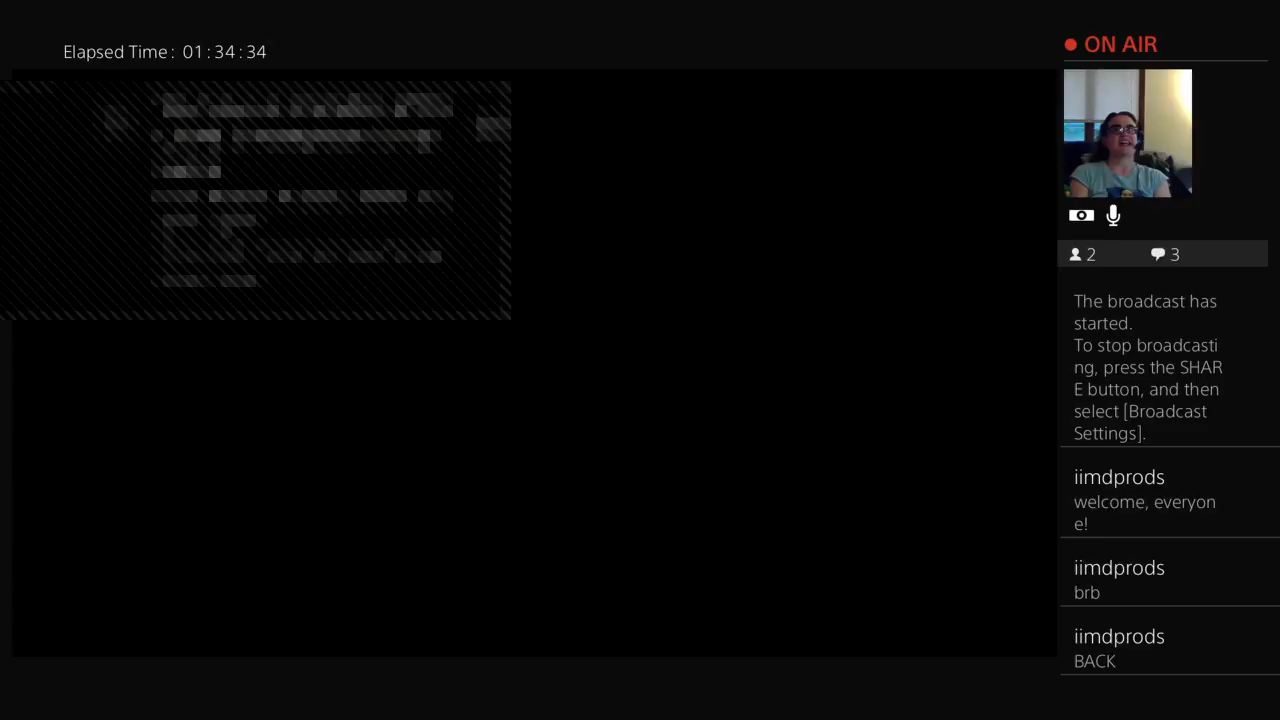 Elapsed Time: 01:34:34
ON AIR
2 3
The broadcast has
started.
To stop broadcasti
ng, press the SHAR
E button, and then
select [Broadcast
Settings].
iimdprods
welcome, everyon
e!
iimdprods
brb
iimdprods
BACK